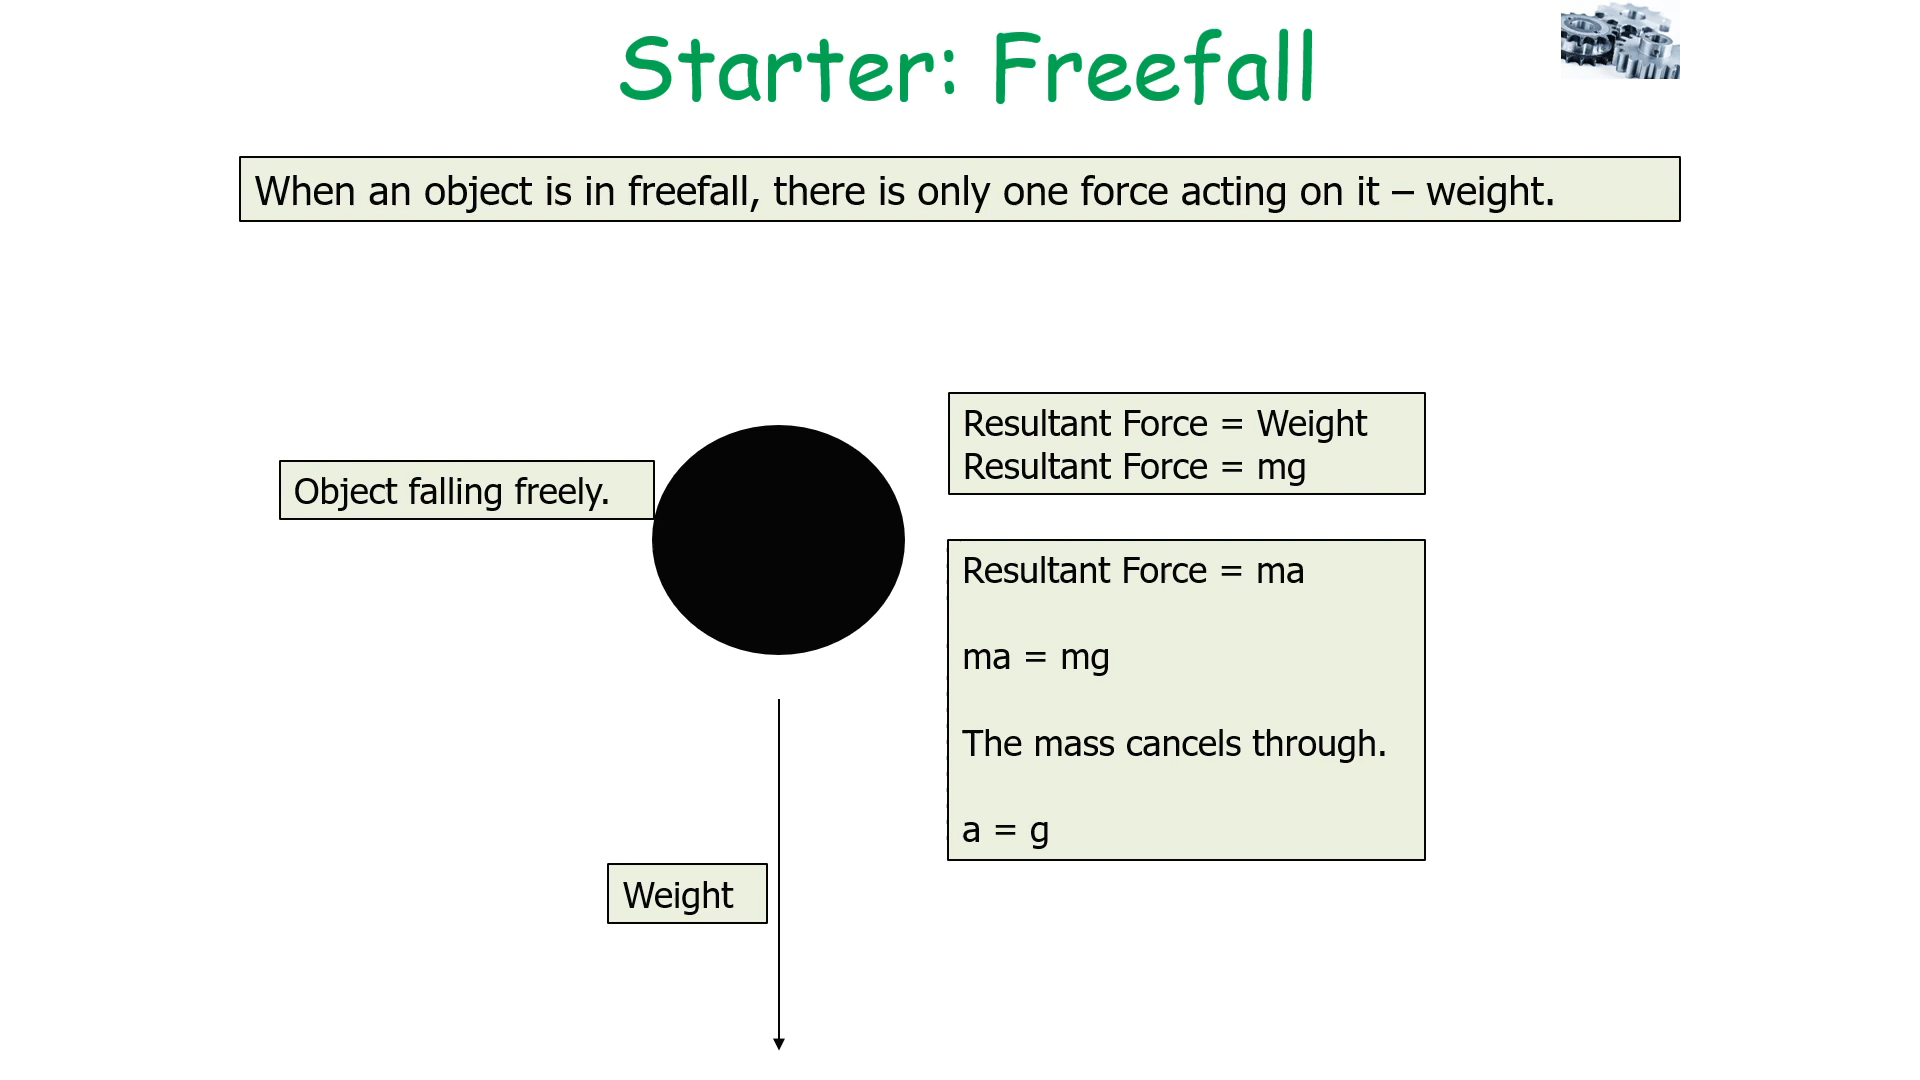 Starter: Freefall
When an object is in freefall, there is only one force acting on it – weight.
Object falling freely.
Resultant Force = Weight
Resultant Force = mg
Resultant Force = ma
ma = mg
The mass cancels through.
a = g
Weight